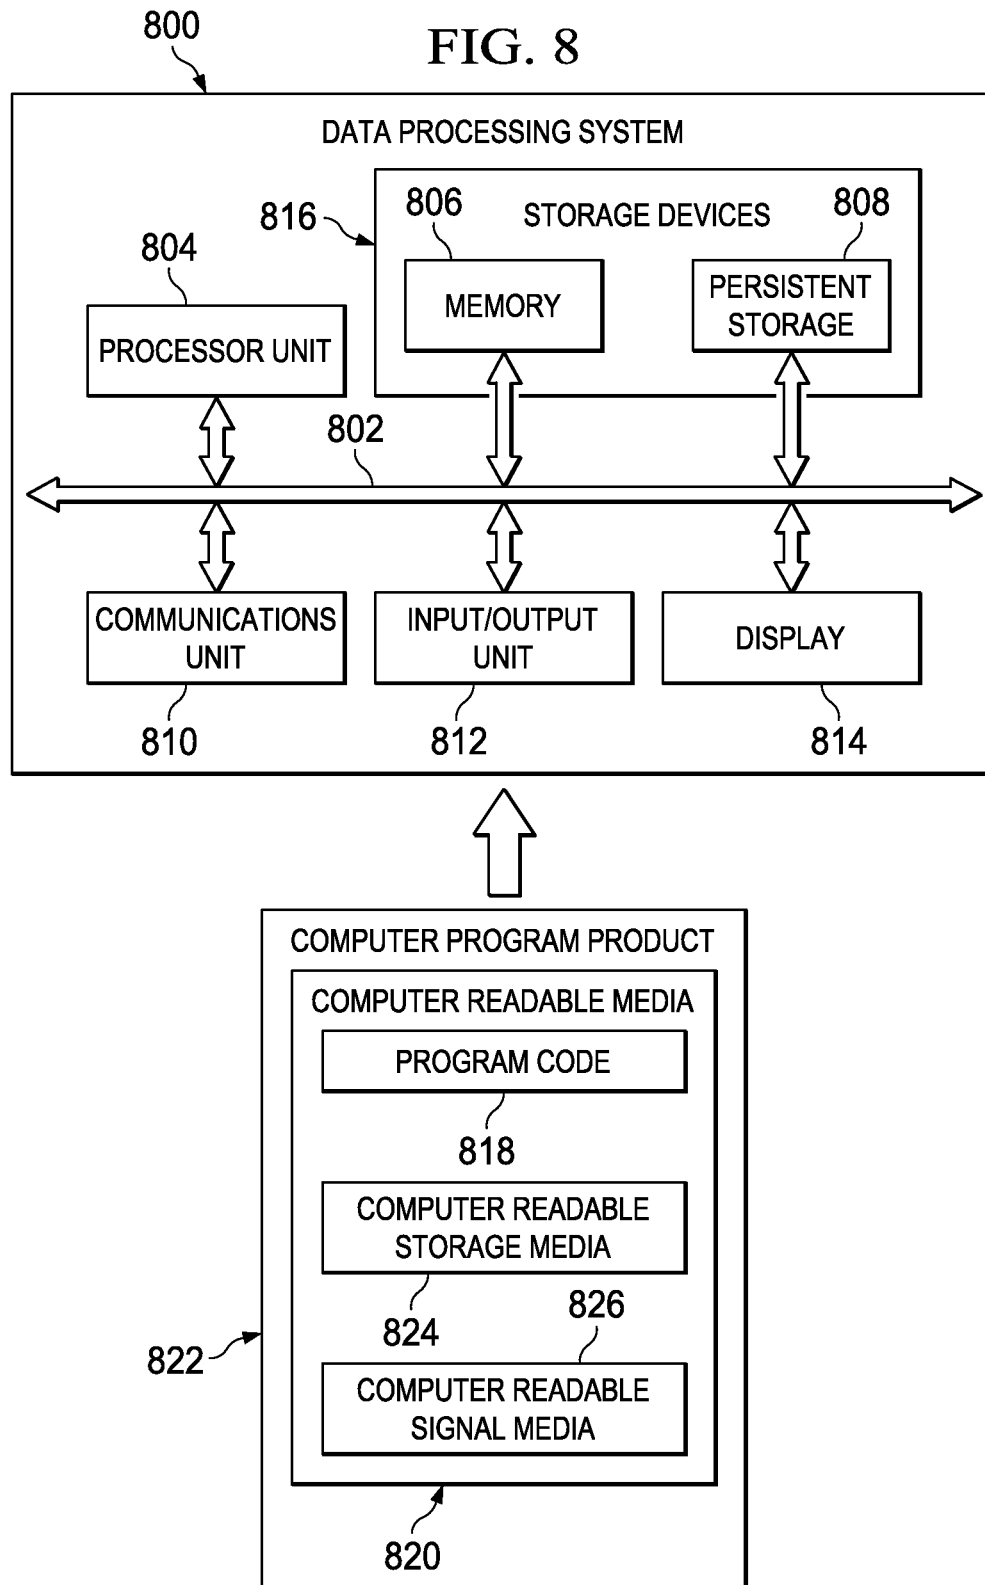 800
FIG. 8
DATA PROCESSING SYSTEM
816
806
STORAGE DEVICES
808
804
MEMORY
PERSISTENT
STORAGE
PROCESSOR UNIT
802
COMMUNICATIONS
UNIT
INPUT/OUTPUT
UNIT
DISPLAY
810
812
814
COMPUTER PROGRAM PRODUCT
COMPUTER READABLE MEDIA
PROGRAM CODE
818
COMPUTER READABLE
STORAGE MEDIA
824
826
822
COMPUTER READABLE
SIGNAL MEDIA
820